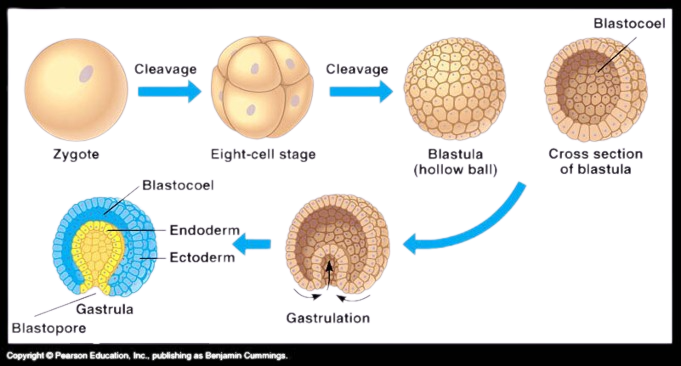 Blastocoel
Cleavage
Cleavage
Zygote
Eight-cell stage
Blastula
(hollow ball)
Cross section
of blastula
Blastocoel
Endoderm
Ectoderm
Gastrula
Blastopore
Gastrulation
Copyright © Pearson Education, Inc., publishing as Benjamin Cummings.